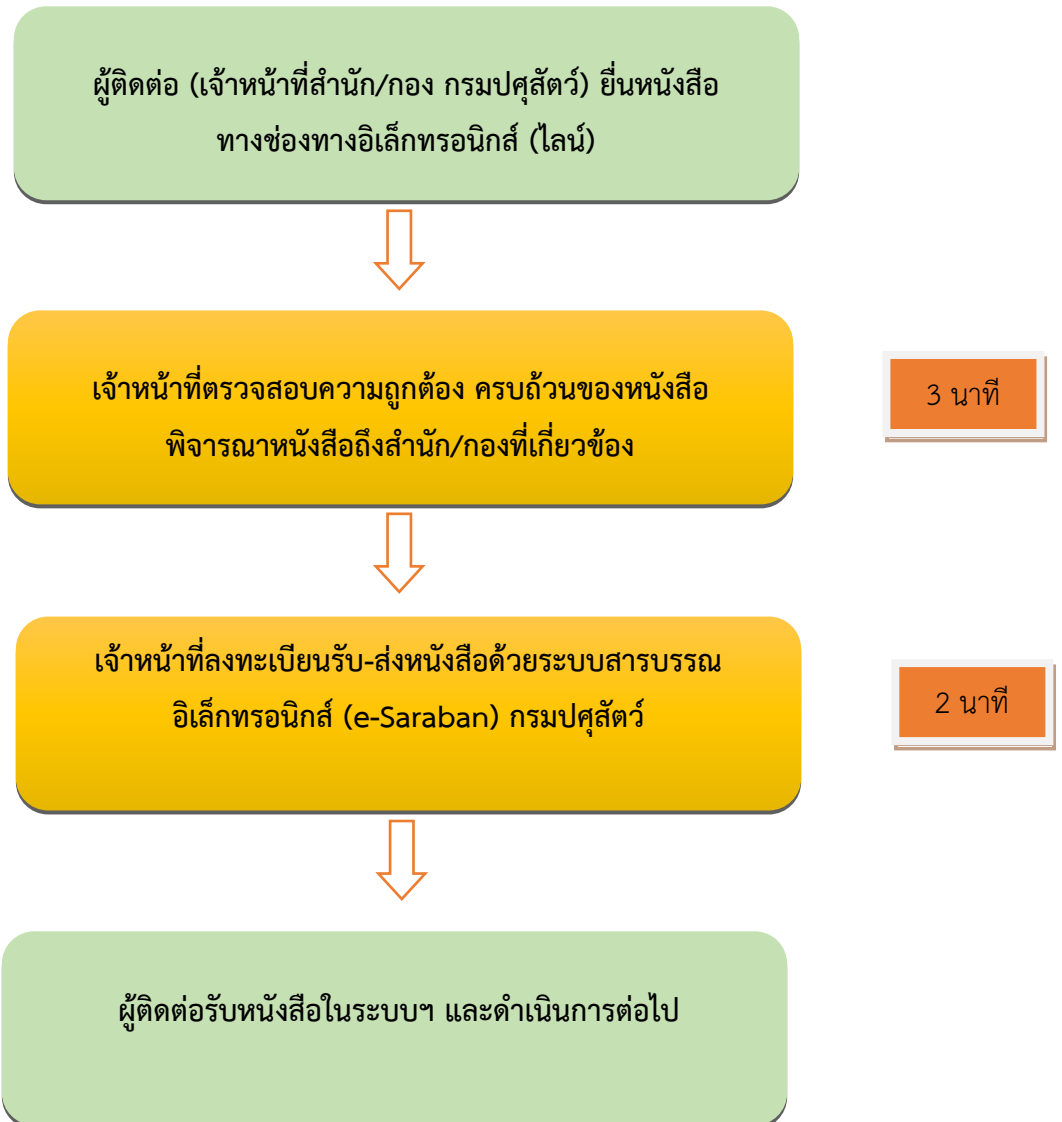 ผู้ติดต่อ (เจ้าหน้าที่สำนัก/กอง กรมปศุสัตว์) ยื่นหนังสือ
ทางช่องทางอิเล็กทรอนิกส์ (ไลน์)
เจ้าหน้าที่ตรวจสอบความถูกต้อง ครบถ้วนของหนังสือ
พิจารณาหนังสือถึงสำนัก/กองที่เกี่ยวข้อง
3 นาที
เจ้าหน้าที่ลงทะเบียนรับ-ส่งหนังสือด้วยระบบสารบรรณ
อิเล็กทรอนิกส์ (e-Saraban) กรมปศุสัตว์
2 นาที
ผู้ติดต่อรับหนังสือในระบบฯ และดำเนินการต่อไป